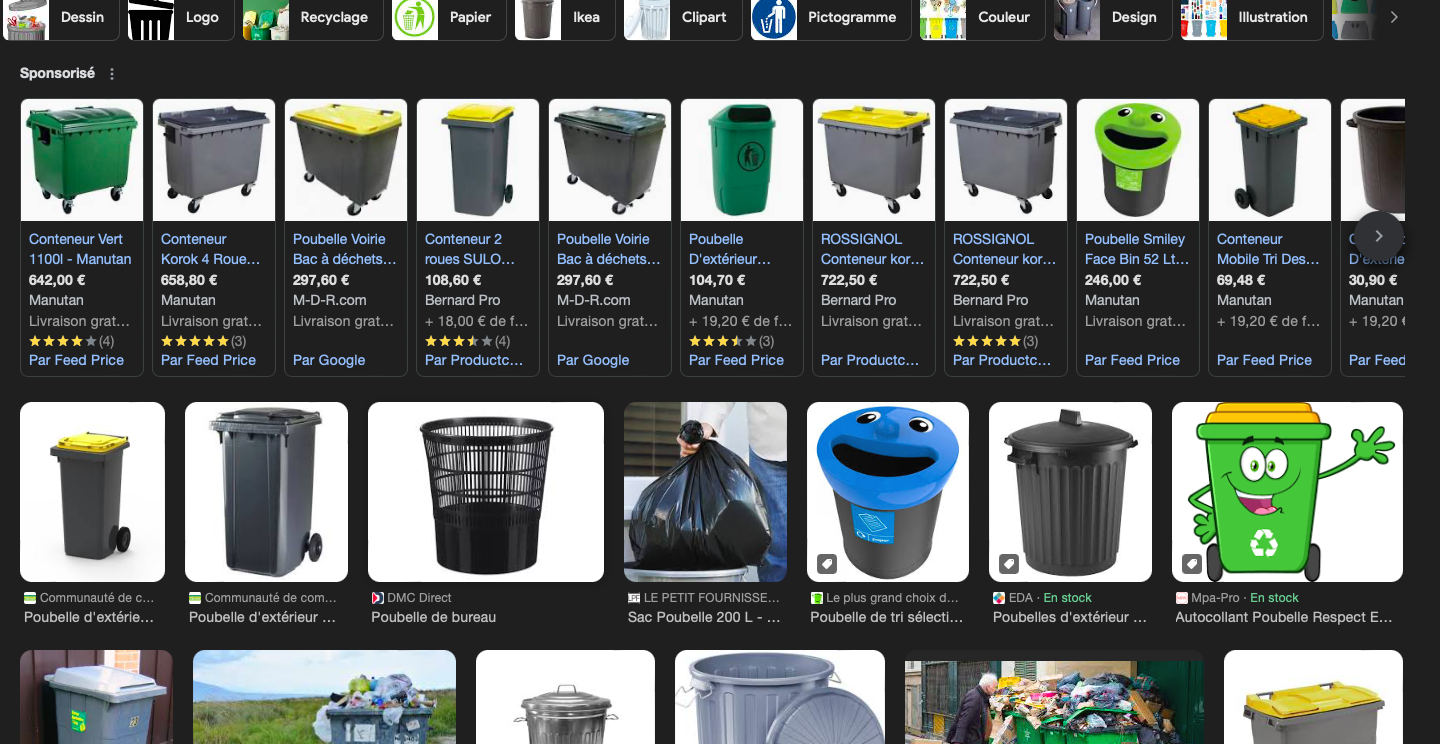 Dessin
Logo
Recyclage
Papier
Ikea
Clipart
Pictogramme
Couleur
Design
Illustration
Sponsorisé
Conteneur Vert
1100l - Manutan
642,00 €
Manutan
Livraison grat...
(4)
Par Feed Price
Conteneur
Korok 4 Roue...
658,80 €
Manutan
Livraison grat...
(3)
Par Feed Price
Poubelle Voirie
Bac à déchets...
297,60 €
M-D-R.com
Livraison grat...
Par Google
Conteneur 2
roues SULO...
108,60 €
Bernard Pro
+ 18,00 € de f...
(4)
Par Productc...
Poubelle Voirie
Bac à déchets...
297,60 €
M-D-R.com
Livraison grat...
Par Google
Poubelle
D'extérieur...
104,70 €
Manutan
+ 19,20 € de f...
(3)
Par Feed Price
ROSSIGNOL
Conteneur kor...
722,50 €
Bernard Pro
Livraison grat...
Par Productc...
ROSSIGNOL
Conteneur kor...
722,50 €
Bernard Pro
Livraison grat...
(3)
Par Productc...
Poubelle Smiley
Face Bin 52 Lt...
246,00 €
Manutan
Livraison grat...
Par Feed Price
Conteneur
Mobile Tri Des...
69,48 €
Manutan
+ 19,20 € de f...
Par Feed Price
30,90 €
Manutan
+ 19,20 €
Par Feed
Communauté de c...
Poubelle d'extérie...
Communauté de com...
Poubelle d'extérieur ...
DMC Direct
Poubelle de bureau
LE PETIT FOURNISSE...
Sac Poubelle 200 L - ...
Le plus grand choix d...
Poubelle de tri sélecti...
EDA · En stock
Poubelles d'extérieur ...
Mpa-Pro · En stock
Autocollant Poubelle Respect E...